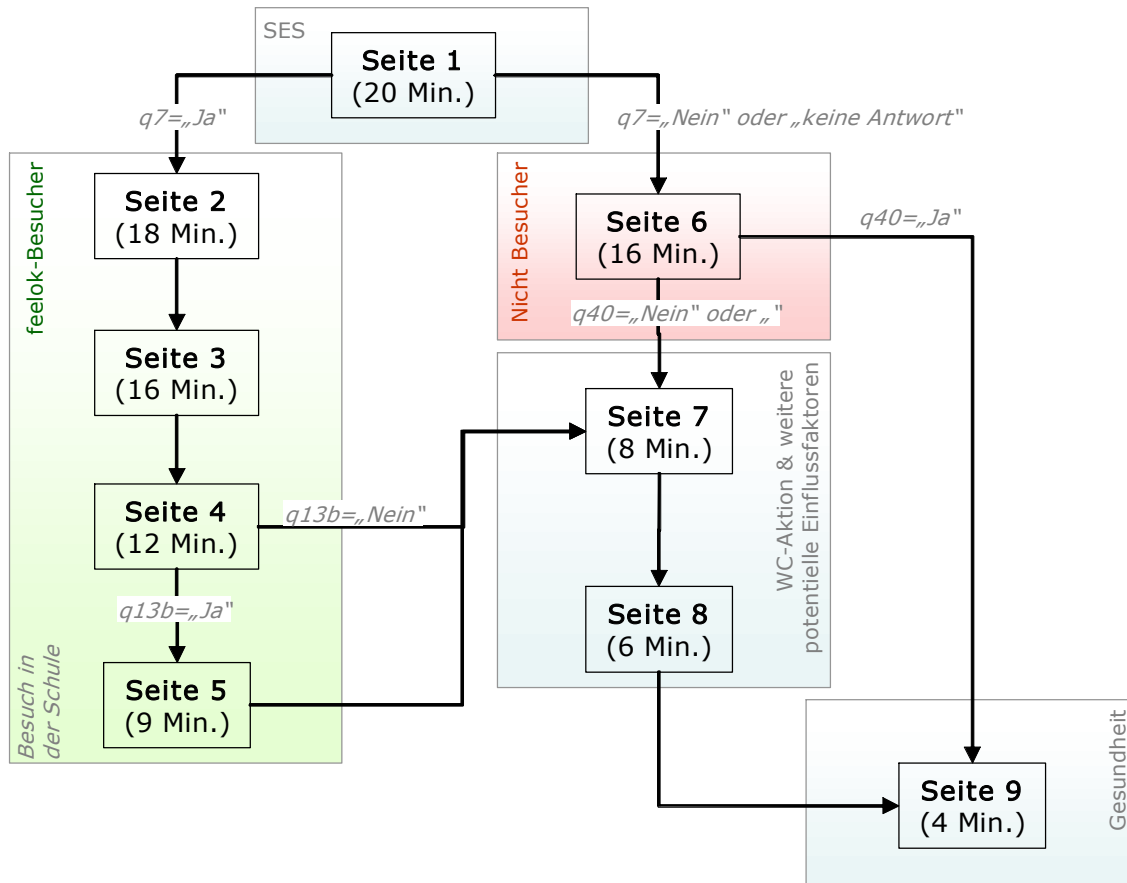 SES
Seite 1
(20 Min.)
q7=„Ja"
q7=„Nein" oder „keine Antwort"
feelok-Besucher
Seite 2
(18 Min.)
Seite 3
(16 Min.)
Seite 4
(12 Min.)
q13b=„Nein"
q13b=„Ja"
Seite 5
(9 Min.)
Besuch in
der Schule
Nicht Besucher
Seite 6
(16 Min.)
q40=„Ja"
q40=„Nein" oder „"
Seite 7
(8 Min.)
Seite 8
(6 Min.)
WC-Aktion & weitere
potentielle Einflussfaktoren
Seite 9
(4 Min.)
Gesundheit